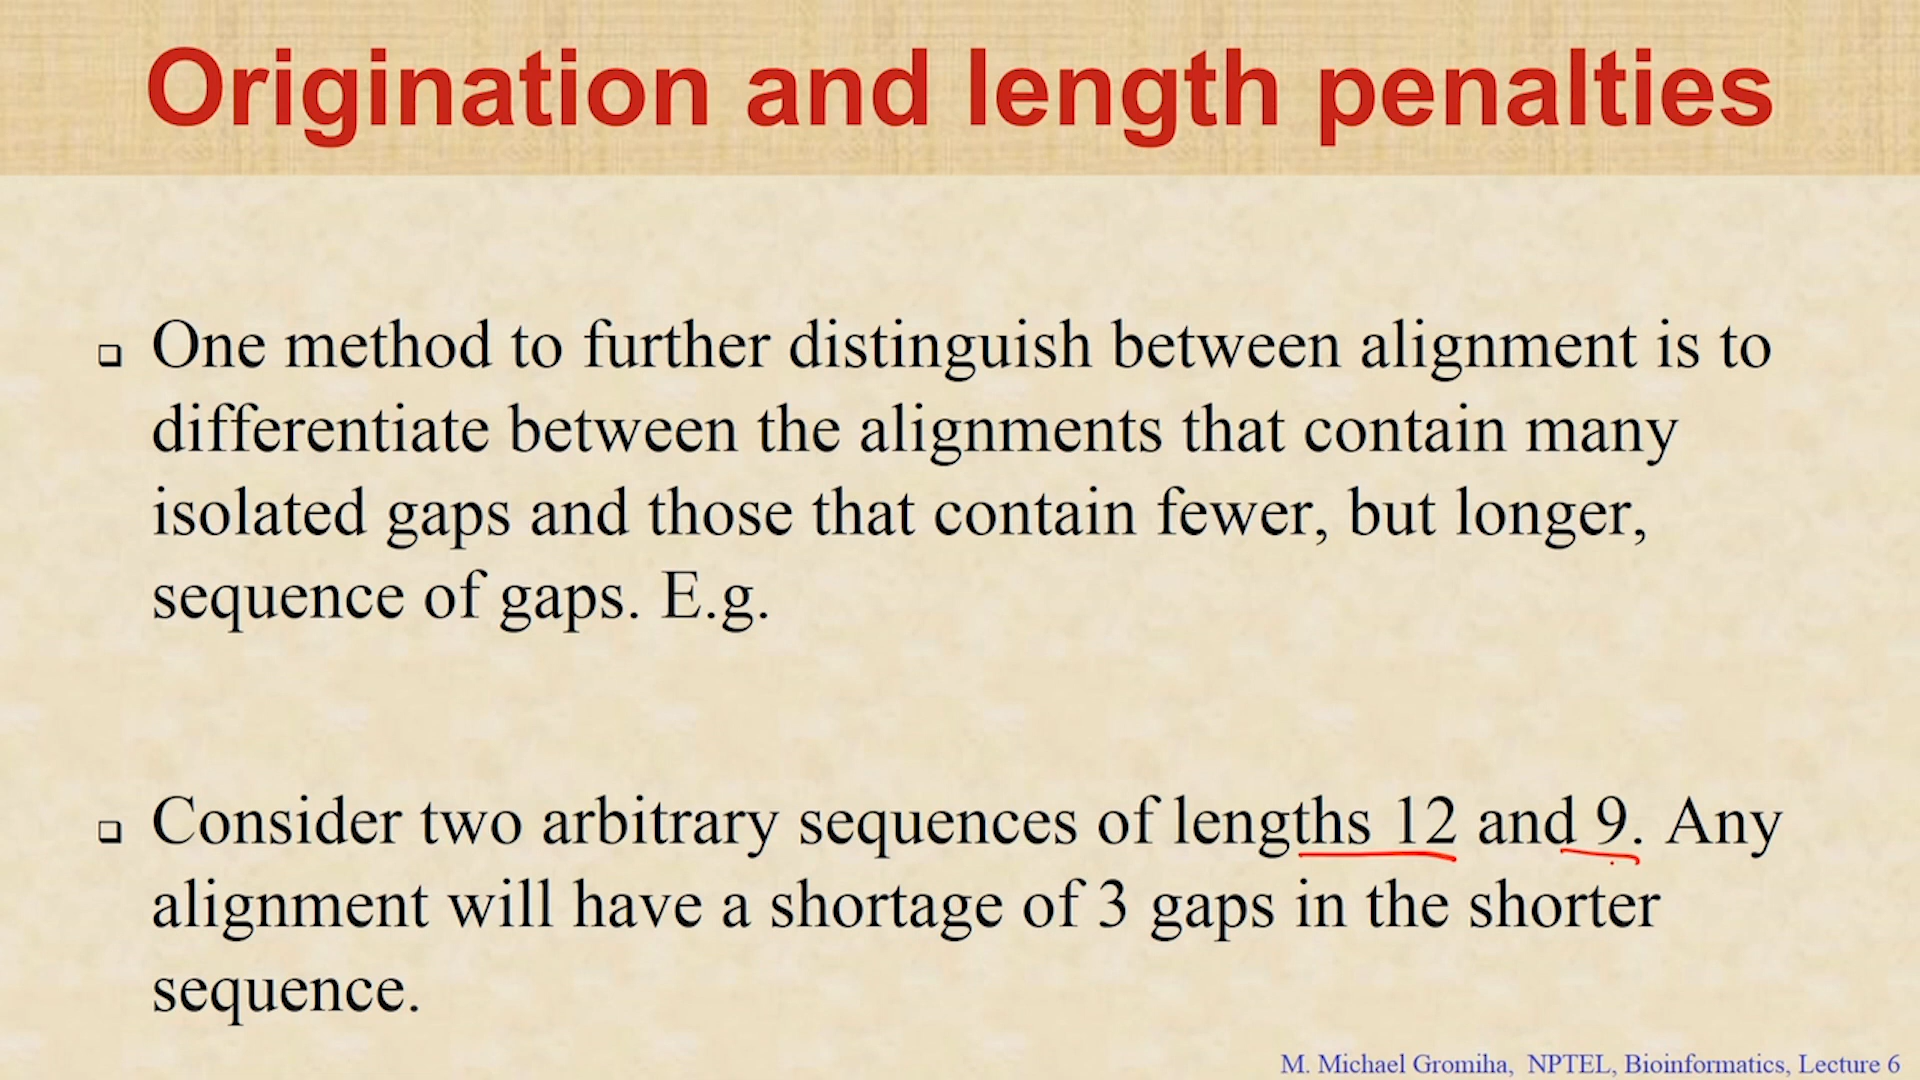 Origination and length penalties
One method to further distinguish between alignment is to
differentiate between the alignments that contain many
isolated gaps and those that contain fewer, but longer,
sequence of gaps. E.g.
Consider two arbitrary sequences of lengths 12 and 9. Any
alignment will have a shortage of 3 gaps in the shorter
sequence.
M. Michael Gromiha, NPTEL, Bioinformatics, Lecture 6